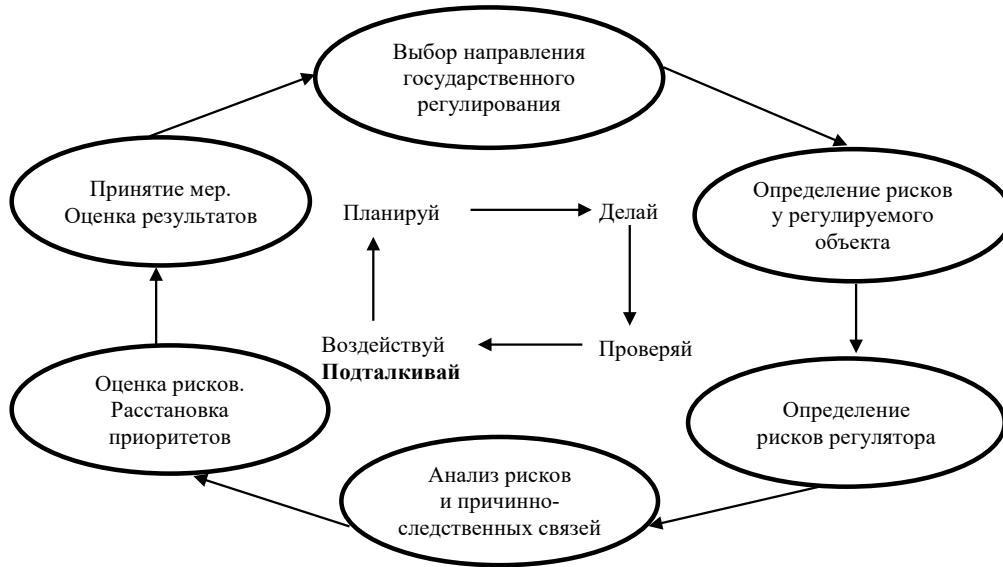 Выбор направления
государственного
регулирования
Принятие мер.
Оценка результатов
Определение рисков
у регулируемого
объекта
Планируй
Делай
Воздействуй
Подталкивай
Проверяй
Оценка рисков.
Расстановка
приоритетов
Определение
рисков регулятора
Анализ рисков
и причинно-
следственных связей